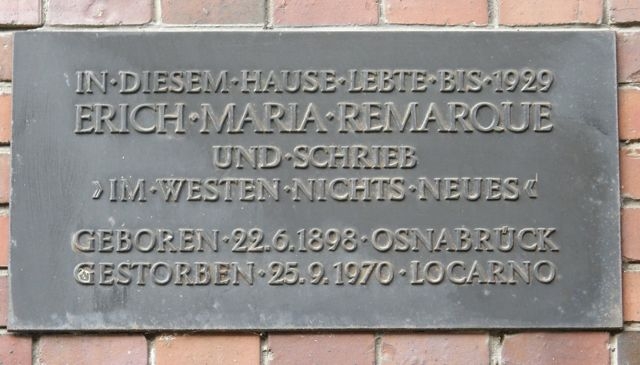 IN·DIESEM·HAUSE·LEBTE·BIS·1929
ERICH·MARIA·REMARQUE
UND·SCHRIEB
»IM·WESTEN·NICHTS·NEUES«
GEBOREN·22.6.1898·OSNABRÜCK
GESTORBEN·25.9.1970·LOCARNO